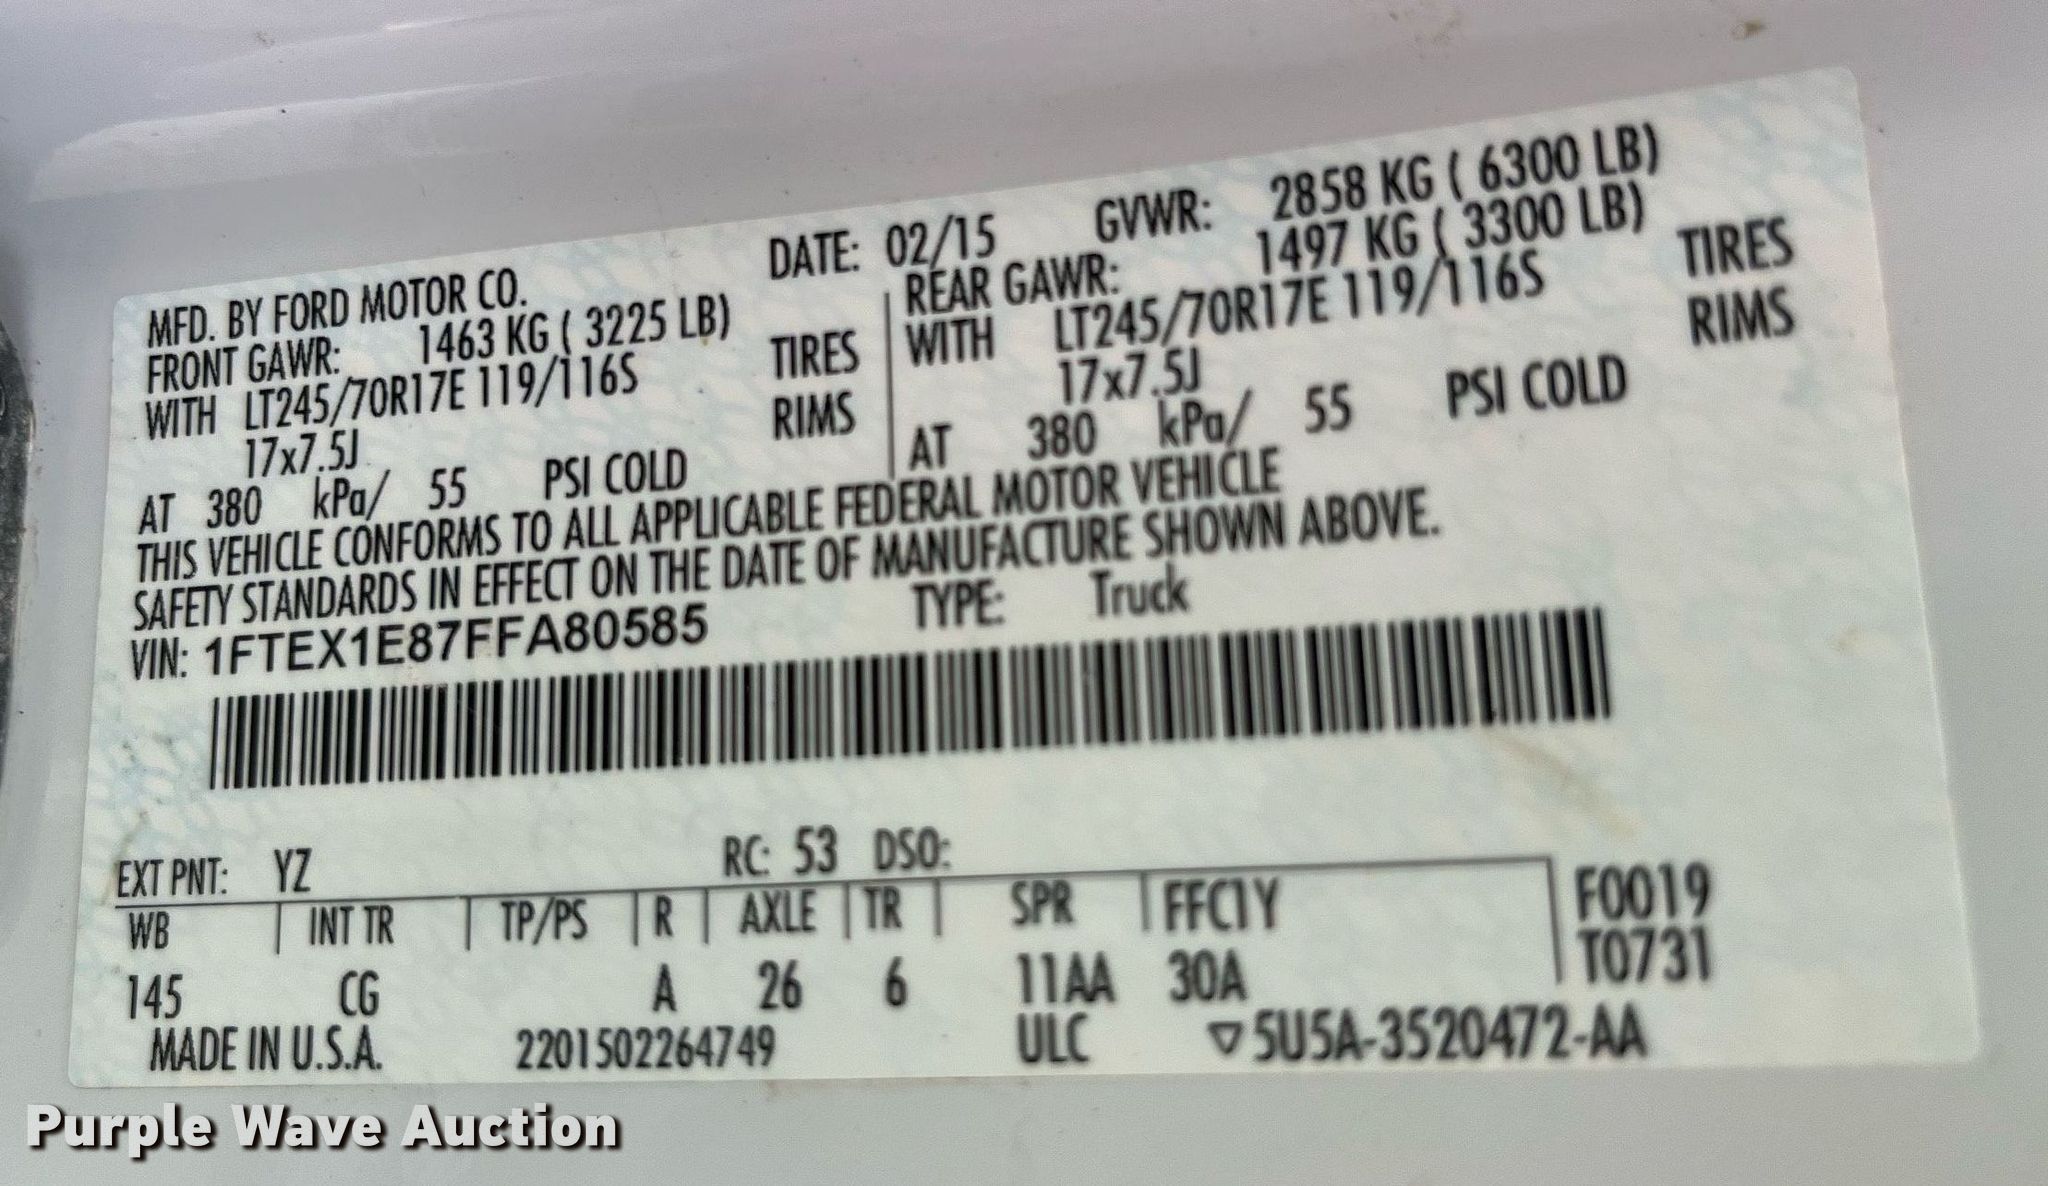 DATE: 02/15 GVWR: 2858 KG ( 6300 LB)
MFD. BY FORD MOTOR CO.
FRONT GAWR: 1463 KG ( 3225 LB)
WITH LT245/70R17E 119/116S TIRES
17x7.5J RIMS
AT 380 kPa/ 55 PSI COLD
REAR GAWR: 1497 KG ( 3300 LB)
WITH LT245/70R17E 119/116S TIRES
17x7.5J RIMS
AT 380 kPa/ 55 PSI COLD
THIS VEHICLE CONFORMS TO ALL APPLICABLE FEDERAL MOTOR VEHICLE
SAFETY STANDARDS IN EFFECT ON THE DATE OF MANUFACTURE SHOWN ABOVE.
VIN: 1FTEX1E87FFA80585 TYPE: Truck
EXT PNT: YZ RC: 53 DSO:
WB | INT TR | TP/PS | R | AXLE | TR | SPR | FFC1Y F0019
T0731
145 CG A 26 6 11AA 30A
MADE IN U.S.A. 2201502264749 ULC ▽5U5A-3520472-AA
Purple Wave Auction